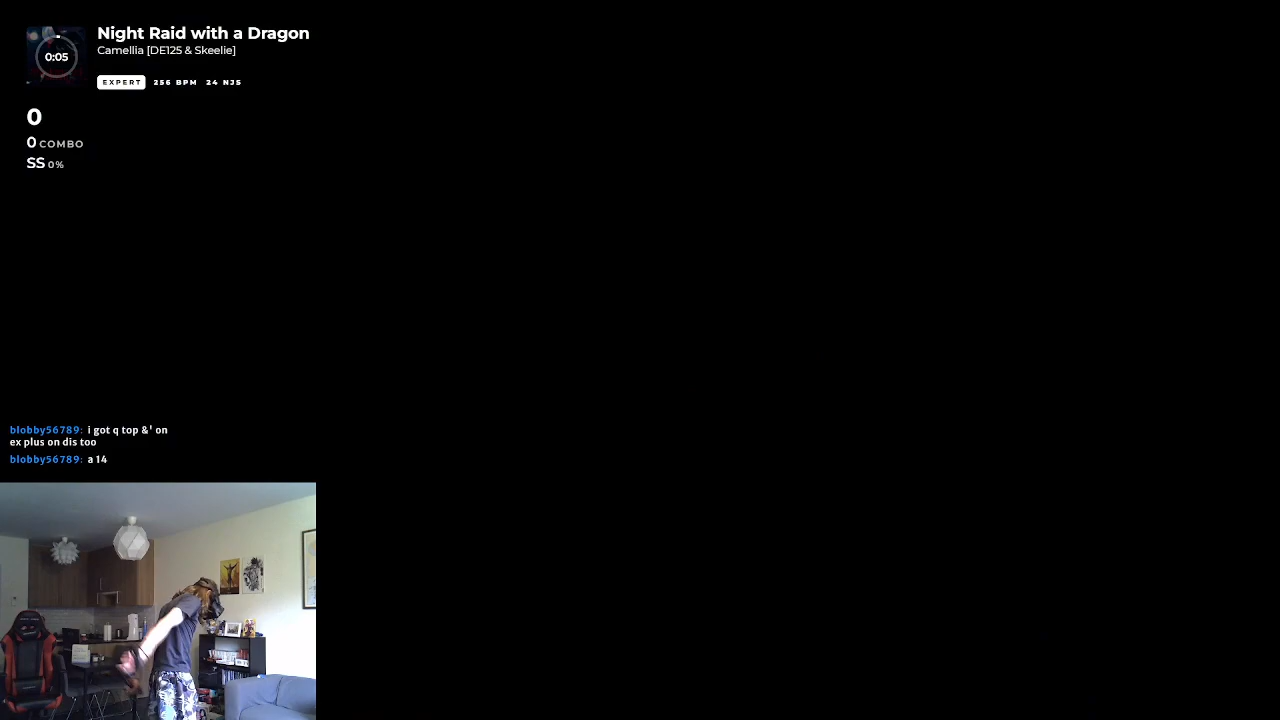 Night Raid with a Dragon
Camellia [DE125 & Skeelie]
0:05
EXPERT 256 BPM 24 NJS
0
0 COMBO
SS 0%
blobby56789: i got q top &' on
ex plus on dis too
blobby56789: a 14